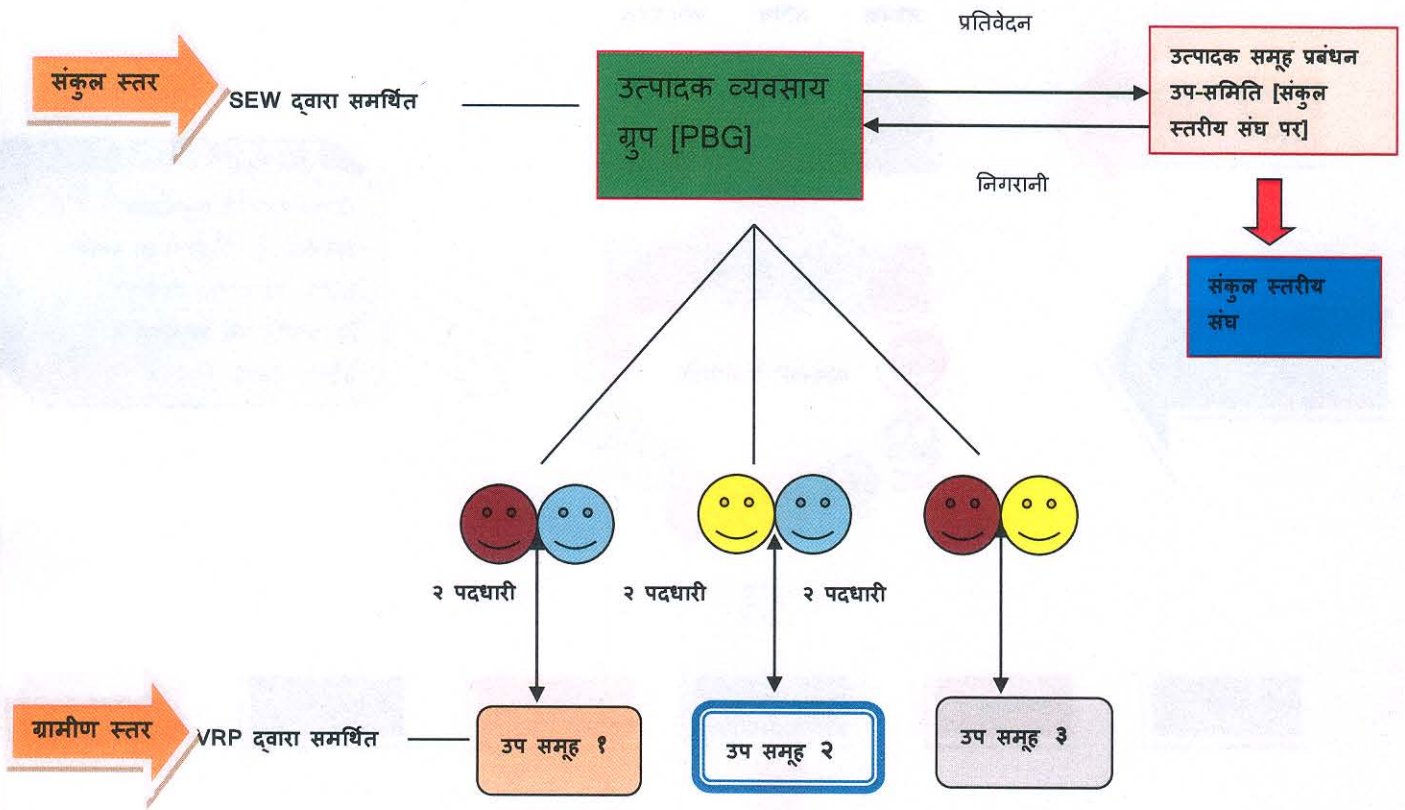 प्रतिवेदन
संकुल स्तर
SEW द्वारा समर्थित
उत्पादक व्यवसाय
ग्रुप [PBG]
उत्पादक समूह प्रबंधन
उप-समिति [संकुल
स्तरीय संघ पर]
निगरानी
संकुल स्तरीय
संघ
२ पदधारी
२ पदधारी
२ पदधारी
ग्रामीण स्तर
VRP द्वारा समर्थित
उप समूह १
उप समूह २
उप समूह ३